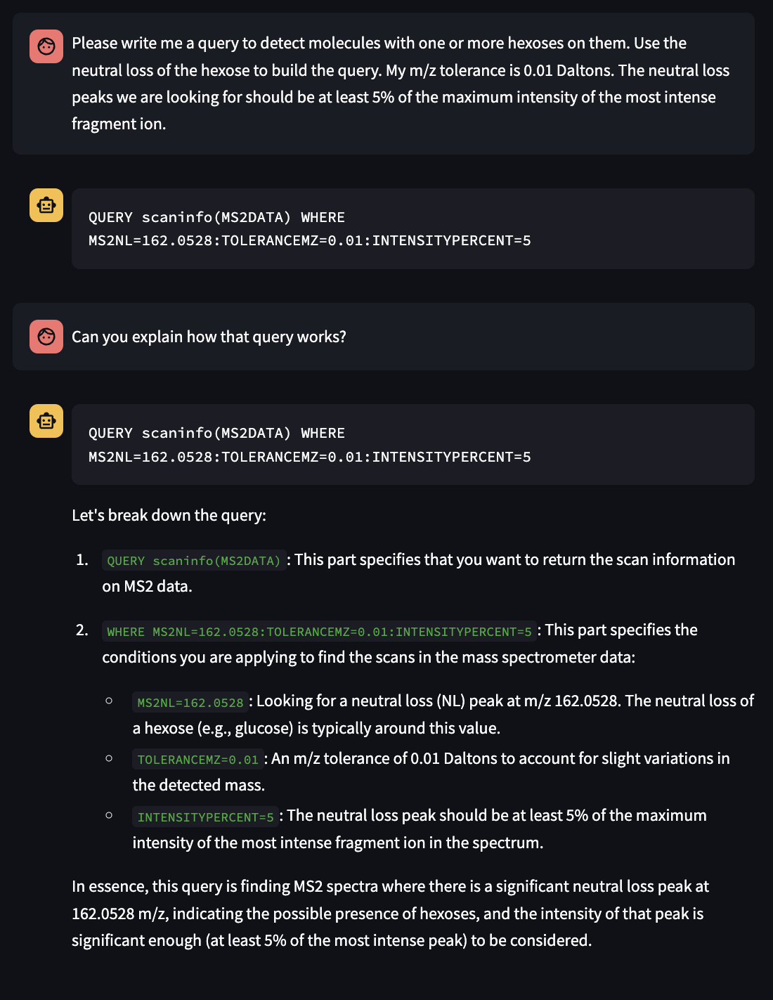 Please write me a query to detect molecules with one or more hexoses on them. Use the
neutral loss of the hexose to build the query. My m/z tolerance is 0.01 Daltons. The neutral loss
peaks we are looking for should be at least 5% of the maximum intensity of the most intense
fragment ion.
QUERY scaninfo(MS2DATA) WHERE
MS2NL=162.0528:TOLERANCEMZ=0.01:INTENSITYPERCENT=5
Can you explain how that query works?
QUERY scaninfo(MS2DATA) WHERE
MS2NL=162.0528:TOLERANCEMZ=0.01:INTENSITYPERCENT=5
Let's break down the query:
1. QUERY scaninfo(MS2DATA) : This part specifies that you want to return the scan information
on MS2 data.
2. WHERE MS2NL=162.0528:TOLERANCEMZ=0.01:INTENSITYPERCENT=5 : This part specifies the
conditions you are applying to find the scans in the mass spectrometer data:
○ MS2NL=162.0528 : Looking for a neutral loss (NL) peak at m/z 162.0528. The neutral loss of
a hexose (e.g., glucose) is typically around this value.
○ TOLERANCEMZ=0.01 : An m/z tolerance of 0.01 Daltons to account for slight variations in
the detected mass.
○ INTENSITYPERCENT=5 : The neutral loss peak should be at least 5% of the maximum
intensity of the most intense fragment ion in the spectrum.
In essence, this query is finding MS2 spectra where there is a significant neutral loss peak at
162.0528 m/z, indicating the possible presence of hexoses, and the intensity of that peak is
significant enough (at least 5% of the most intense peak) to be considered.